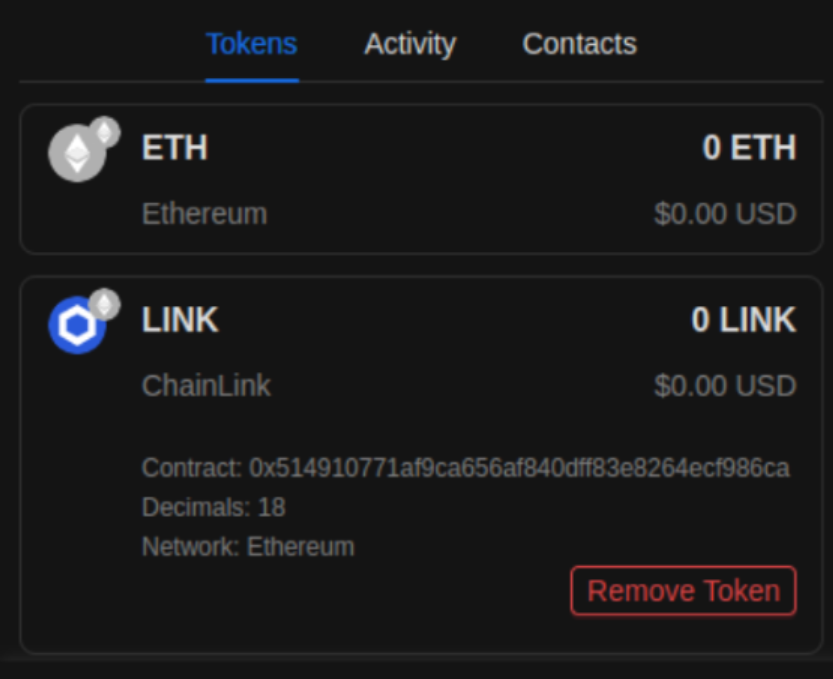 Tokens Activity Contacts
ETH 0 ETH
Ethereum $0.00 USD
LINK 0 LINK
ChainLink $0.00 USD
Contract: 0x514910771af9ca656af840dff83e8264ecf986ca
Decimals: 18
Network: Ethereum
Remove Token